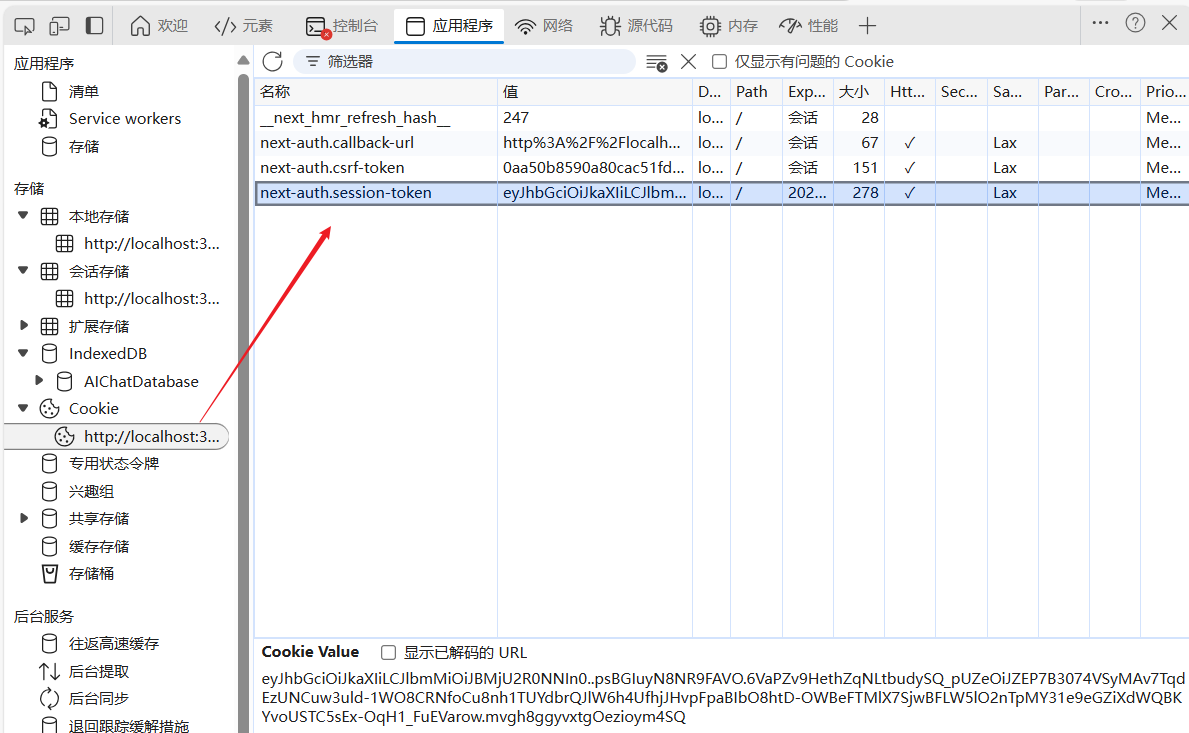 欢迎 元素 控制台 应用程序 网络 源代码 内存 性能
应用程序
清单
Service workers
存储
存储
本地存储
http://localhost:3...
会话存储
http://localhost:3...
扩展存储
IndexedDB
AIChatDatabase
Cookie
http://localhost:3...
专用状态令牌
兴趣组
共享存储
缓存存储
存储桶
后台服务
往返高速缓存
后台提取
后台同步
退回跟踪缓解措施
筛选器 仅显示有问题的 Cookie
名称 值 D... Path Exp... 大小 Htt... Sec... Sa... Par... Cro... Prio...
__next_hmr_refresh_hash__ 247 lo... / 会话 28 Me...
next-auth.callback-url http%3A%2F%2Flocalh... lo... / 会话 67 ✓ Lax Me...
next-auth.csrf-token 0aa50b8590a80cac51fd... lo... / 会话 151 ✓ Lax Me...
next-auth.session-token eyJhbGciOiJkaXIiLCJlbm... lo... / 202... 278 ✓ Lax Me...
Cookie Value 显示已解码的 URL
eyJhbGciOiJkaXIiLCJlbmMiOiJBMjU2R0NNIn0..psBGIuyN8NR9FAVO.6VaPZv9HethZqNLtbudySQ_pUZeOiJZEP7B3074VSyMAv7Tqd
EzUNCuw3uld-1WO8CRNfoCu8nh1TUYdbrQJlW6h4UfhjJHvpFpaBIbO8htD-OWBeFTMlX7SjwBFLW5lO2nTpMY31e9eGZiXdWQBK
YvoUSTC5sEx-OqH1_FuEVarow.mvgh8ggyvxtgOezioym4SQ